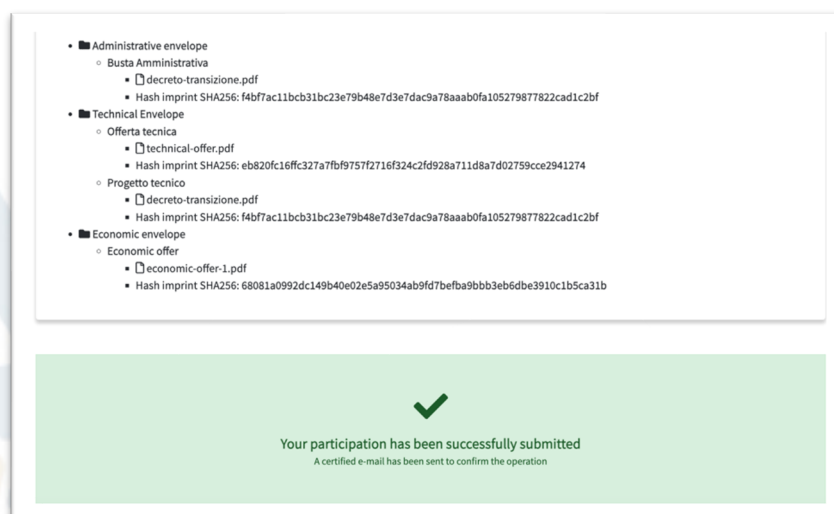 Administrative envelope
Busta Amministrativa
decreto-transizione.pdf
Hash imprint SHA256: f4bf7ac11bcb31bc23e79b48e7d3e7dac9a78aaab0fa105279877822cad1c2bf
Technical Envelope
Offerta tecnica
technical-offer.pdf
Hash imprint SHA256: eb820fc16ffc327a7fbf9757f2716f324c2fd928a711d8a7d02759cce2941274
Progetto tecnico
decreto-transizione.pdf
Hash imprint SHA256: f4bf7ac11bcb31bc23e79b48e7d3e7dac9a78aaab0fa105279877822cad1c2bf
Economic envelope
Economic offer
economic-offer-1.pdf
Hash imprint SHA256: 68081a0992dc149b40e02e5a95034ab9fd7befba9bbb3eb6dbe3910c1b5ca31b
Your participation has been successfully submitted
A certified e-mail has been sent to confirm the operation